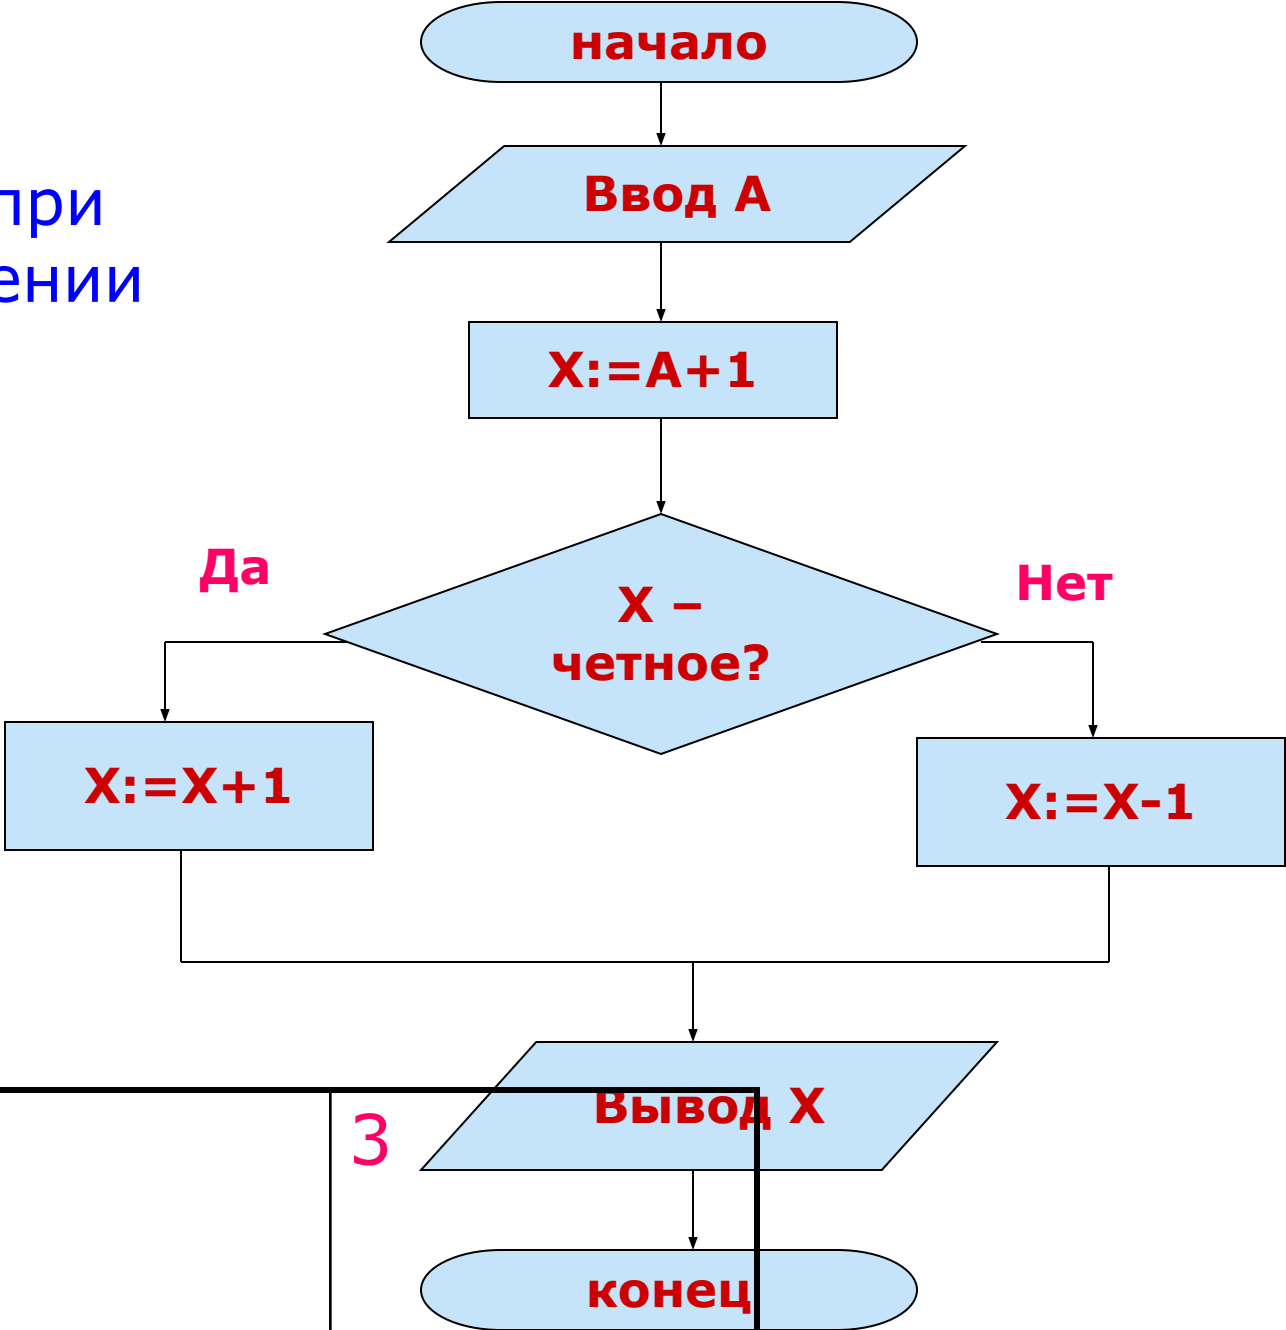 начало
Ввод А
при
ении
Х:=А+1
Да
Нет
Х –
четное?
Х:=Х+1
Х:=Х-1
Вывод Х
3
конец